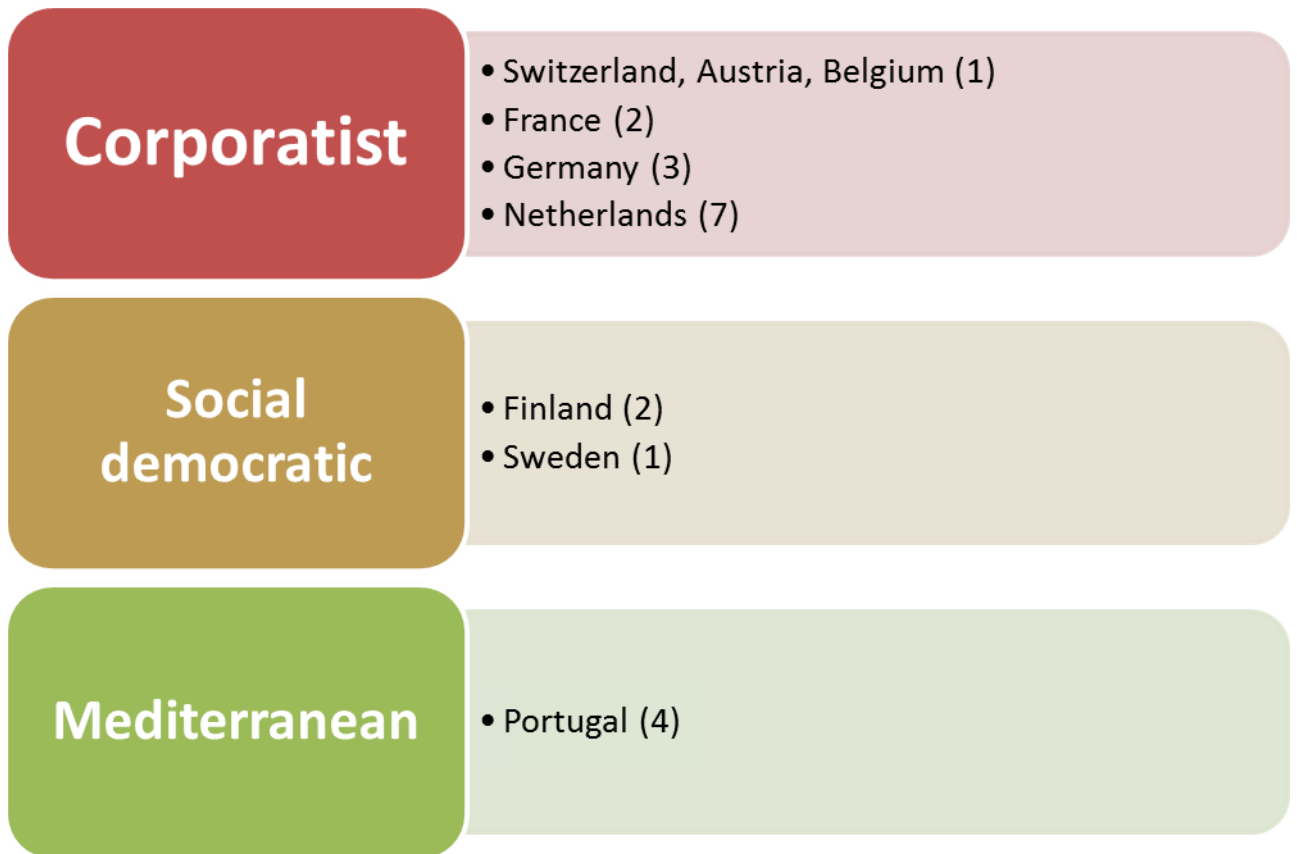 Corporatist
• Switzerland, Austria, Belgium (1)
• France (2)
• Germany (3)
• Netherlands (7)
Social
democratic
• Finland (2)
• Sweden (1)
Mediterranean
• Portugal (4)